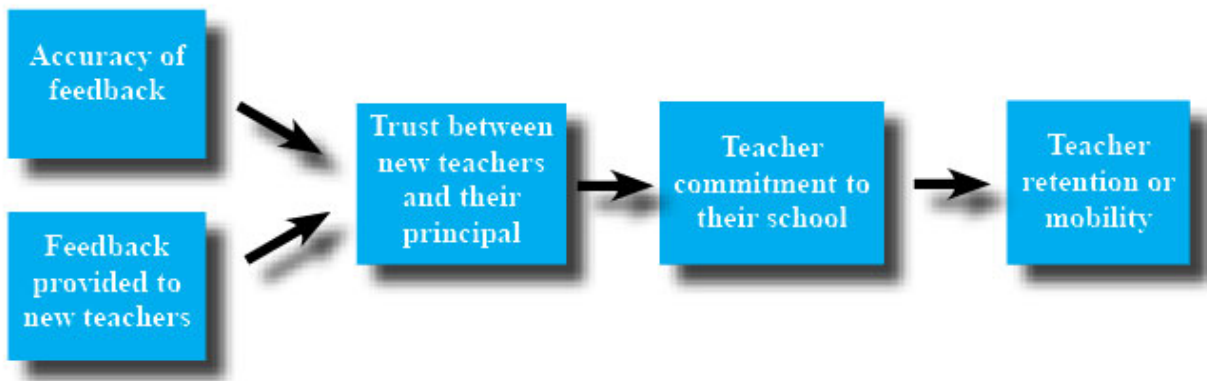 Accuracy of
feedback
Feedback
provided to
new teachers
Trust between
new teachers
and their
principal
Teacher
commitment to
their school
Teacher
retention or
mobility